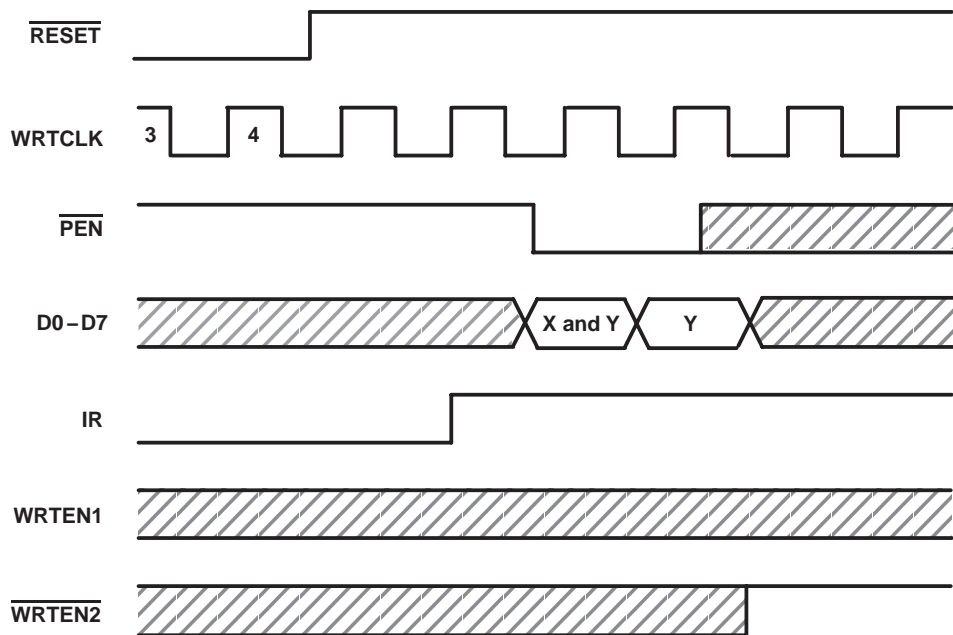 RESET
WRTCLK 3 4
PEN
D0 – D7 X and Y Y
IR
WRTEN1
WRTEN2